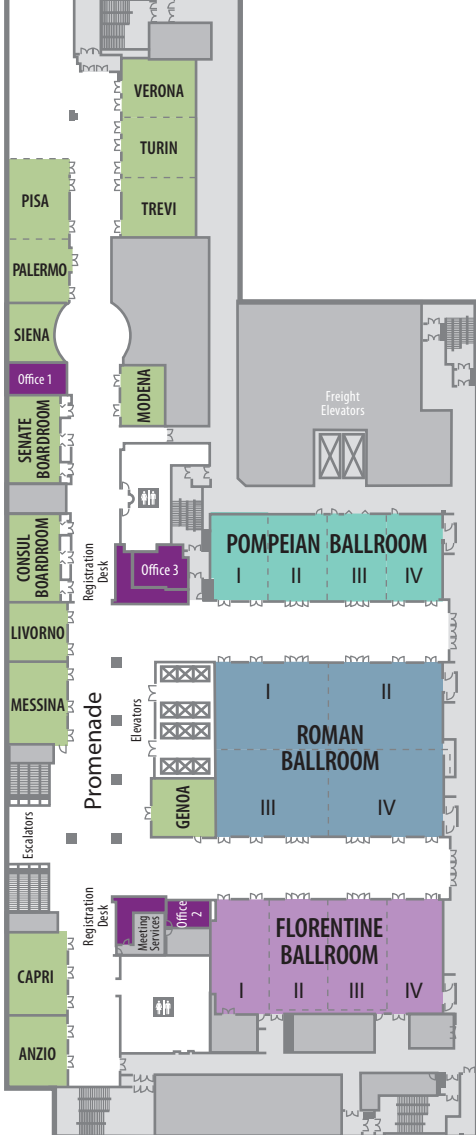 VERONA
TURIN
TREVI
PISA
PALERMO
SIENA
Office 1
MODENA
SENATE
BOARDROOM
Freight
Elevators
CONSUL
BOARDROOM
Registration
Desk
Office 3
POMPEIAN BALLROOM
I II III IV
LIVORNO
MESSINA
Promenade
Elevators
GENOA
I II
ROMAN
BALLROOM
III IV
Escalators
Registration
Desk
Meeting
Services
Office
2
FLORENTINE
BALLROOM
I II III IV
CAPRI
ANZIO